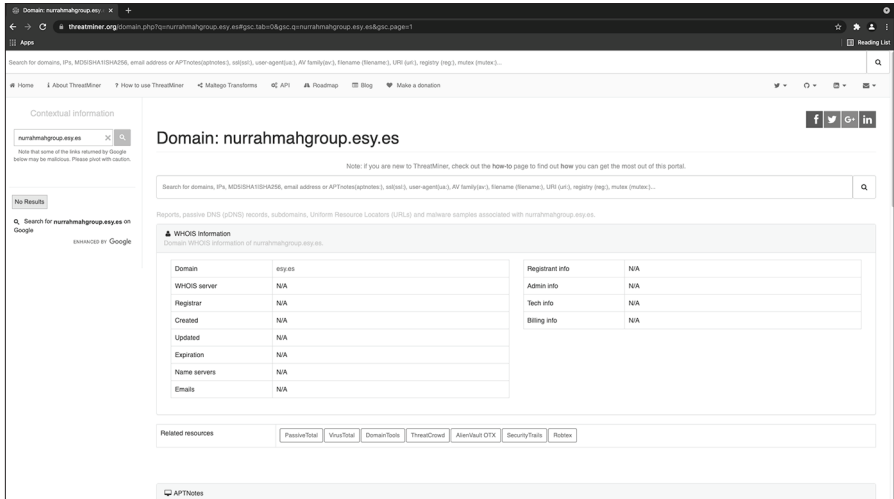 Domain: nurrahmahgroup.esy.es
threatminer.org/domain.php?q=nurrahmahgroup.esy.es#gsc.tab=0&gsc.q=nurrahmahgroup.esy.es&gsc.page=1
Apps
Reading List
Search for domains, IPs, MD5|SHA1|SHA256, email address or APTnotes(aptnotes:), ssl(ssl:), user-agent(ua:), AV family(av:), filename (filename:), URI (uri:), registry (reg:), mutex (mutex:)...
Home
About ThreatMiner
? How to use ThreatMiner
Maltego Transforms
API
Roadmap
Blog
Make a donation
Contextual information
nurrahmahgroup.esy.es
Note that some of the links returned by Google
below may be malicious. Please pivot with caution.
No Results
Search for nurrahmahgroup.esy.es on
Google
ENHANCED BY Google
f
G+
in
Domain: nurrahmahgroup.esy.es
Note: if you are new to ThreatMiner, check out the how-to page to find out how you can get the most out of this portal.
Search for domains, IPs, MD5|SHA1|SHA256, email address or APTnotes(aptnotes:), ssl(ssl:), user-agent(ua:), AV family(av:), filename (filename:), URI (uri:), registry (reg:), mutex (mutex:)...
Reports, passive DNS (pDNS) records, subdomains, Uniform Resource Locators (URLs) and malware samples associated with nurrahmahgroup.esy.es.
WHOIS Information
Domain WHOIS information of nurrahmahgroup.esy.es.
Domain esy.es
WHOIS server N/A
Registrar N/A
Created N/A
Updated N/A
Expiration N/A
Name servers N/A
Emails N/A
Registrant info N/A
Admin info N/A
Tech info N/A
Billing info N/A
Related resources
PassiveTotal
VirusTotal
DomainTools
ThreatCrowd
AlienVault OTX
SecurityTrails
Robtex
APTNotes